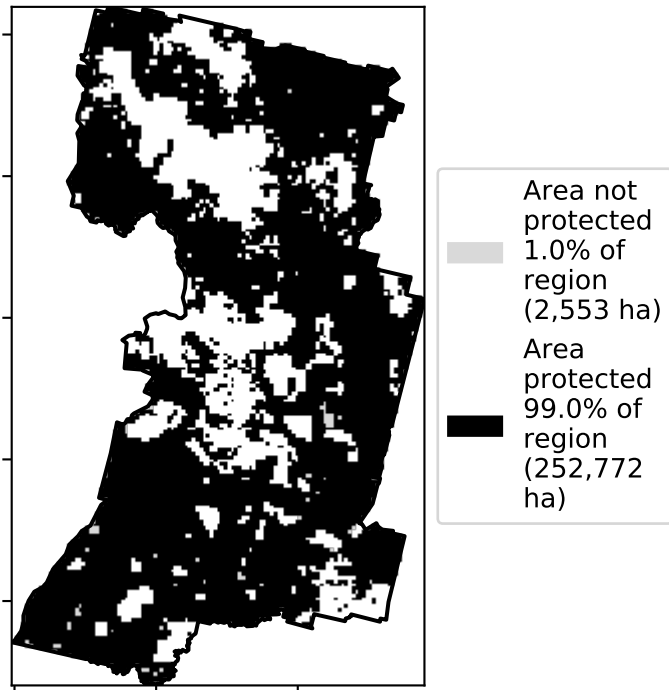 Area not
protected
1.0% of
region
(2,553 ha)
Area
protected
99.0% of
region
(252,772
ha)